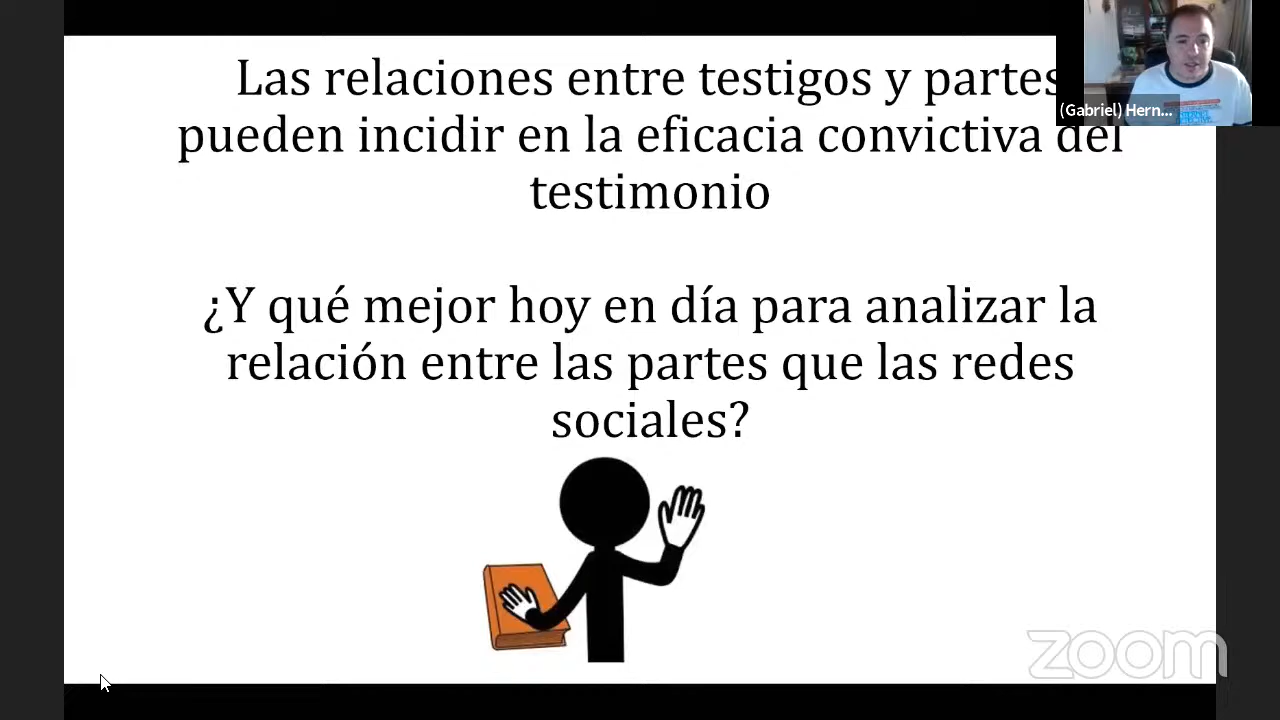 Las relaciones entre testigos y partes
pueden incidir en la eficacia convictiva del
testimonio
¿Y qué mejor hoy en día para analizar la
relación entre las partes que las redes
sociales?
(Gabriel) Hern...
zoom